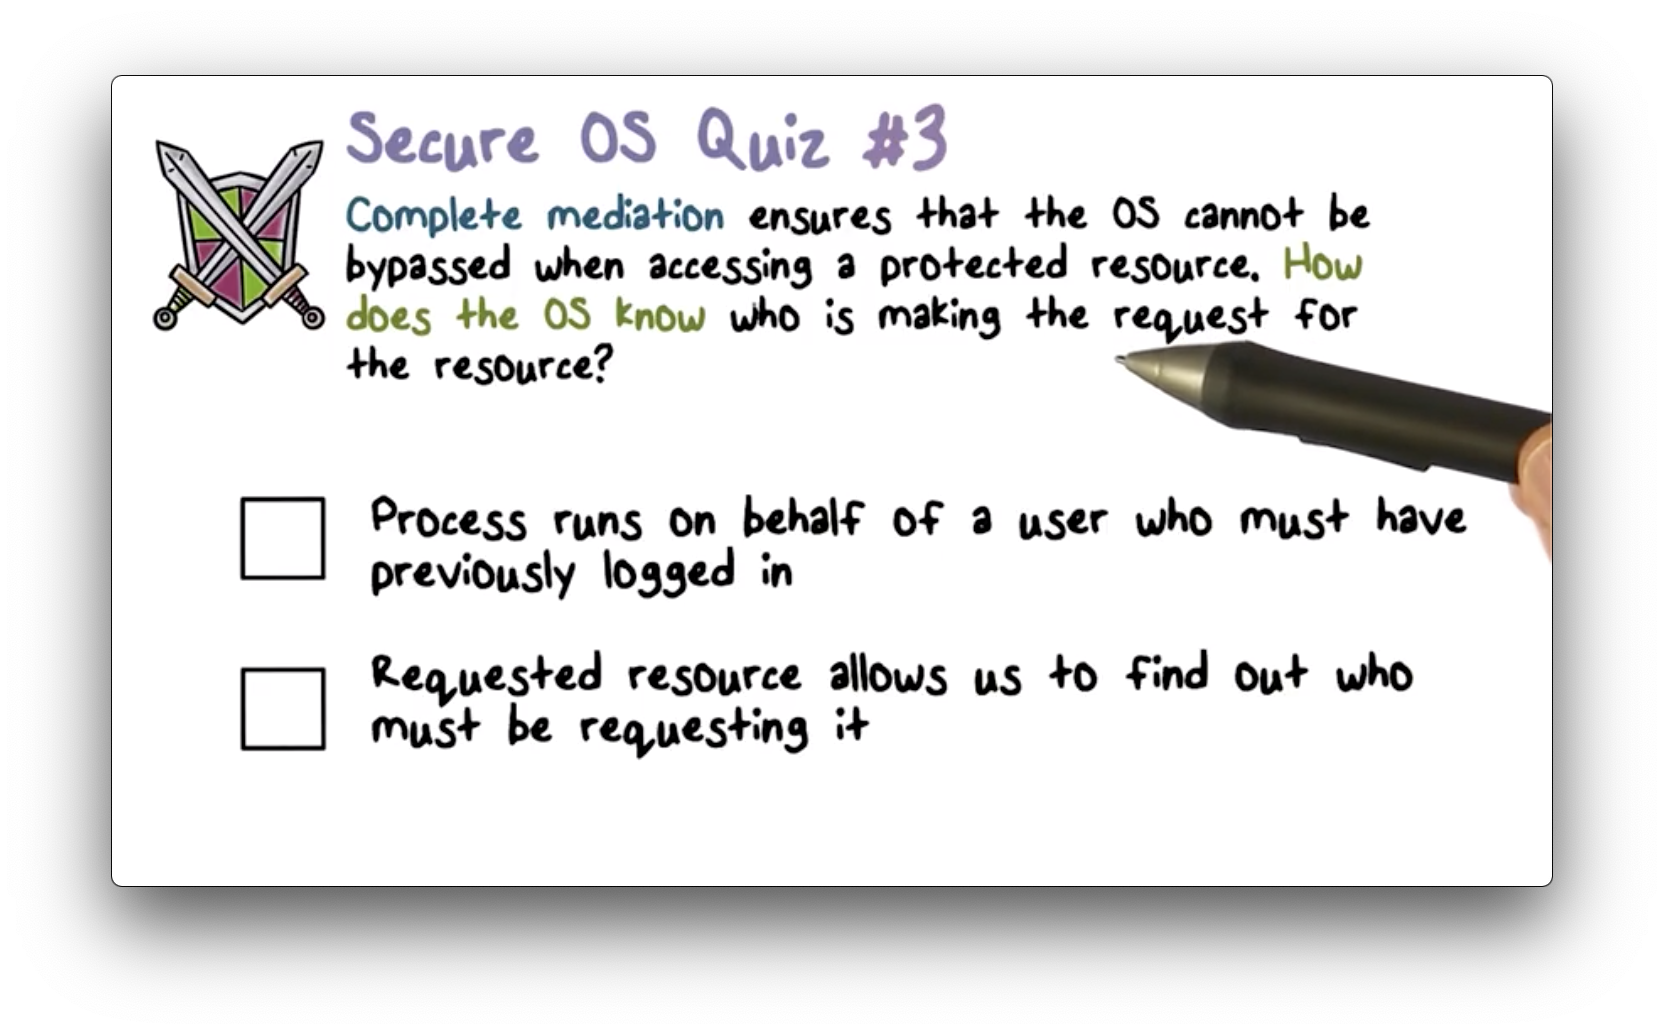 Secure OS Quiz #3
Complete mediation ensures that the OS cannot be
bypassed when accessing a protected resource. How
does the OS know who is making the request for
the resource?
Process runs on behalf of a user who must have
previously logged in
Requested resource allows us to find out who
must be requesting it